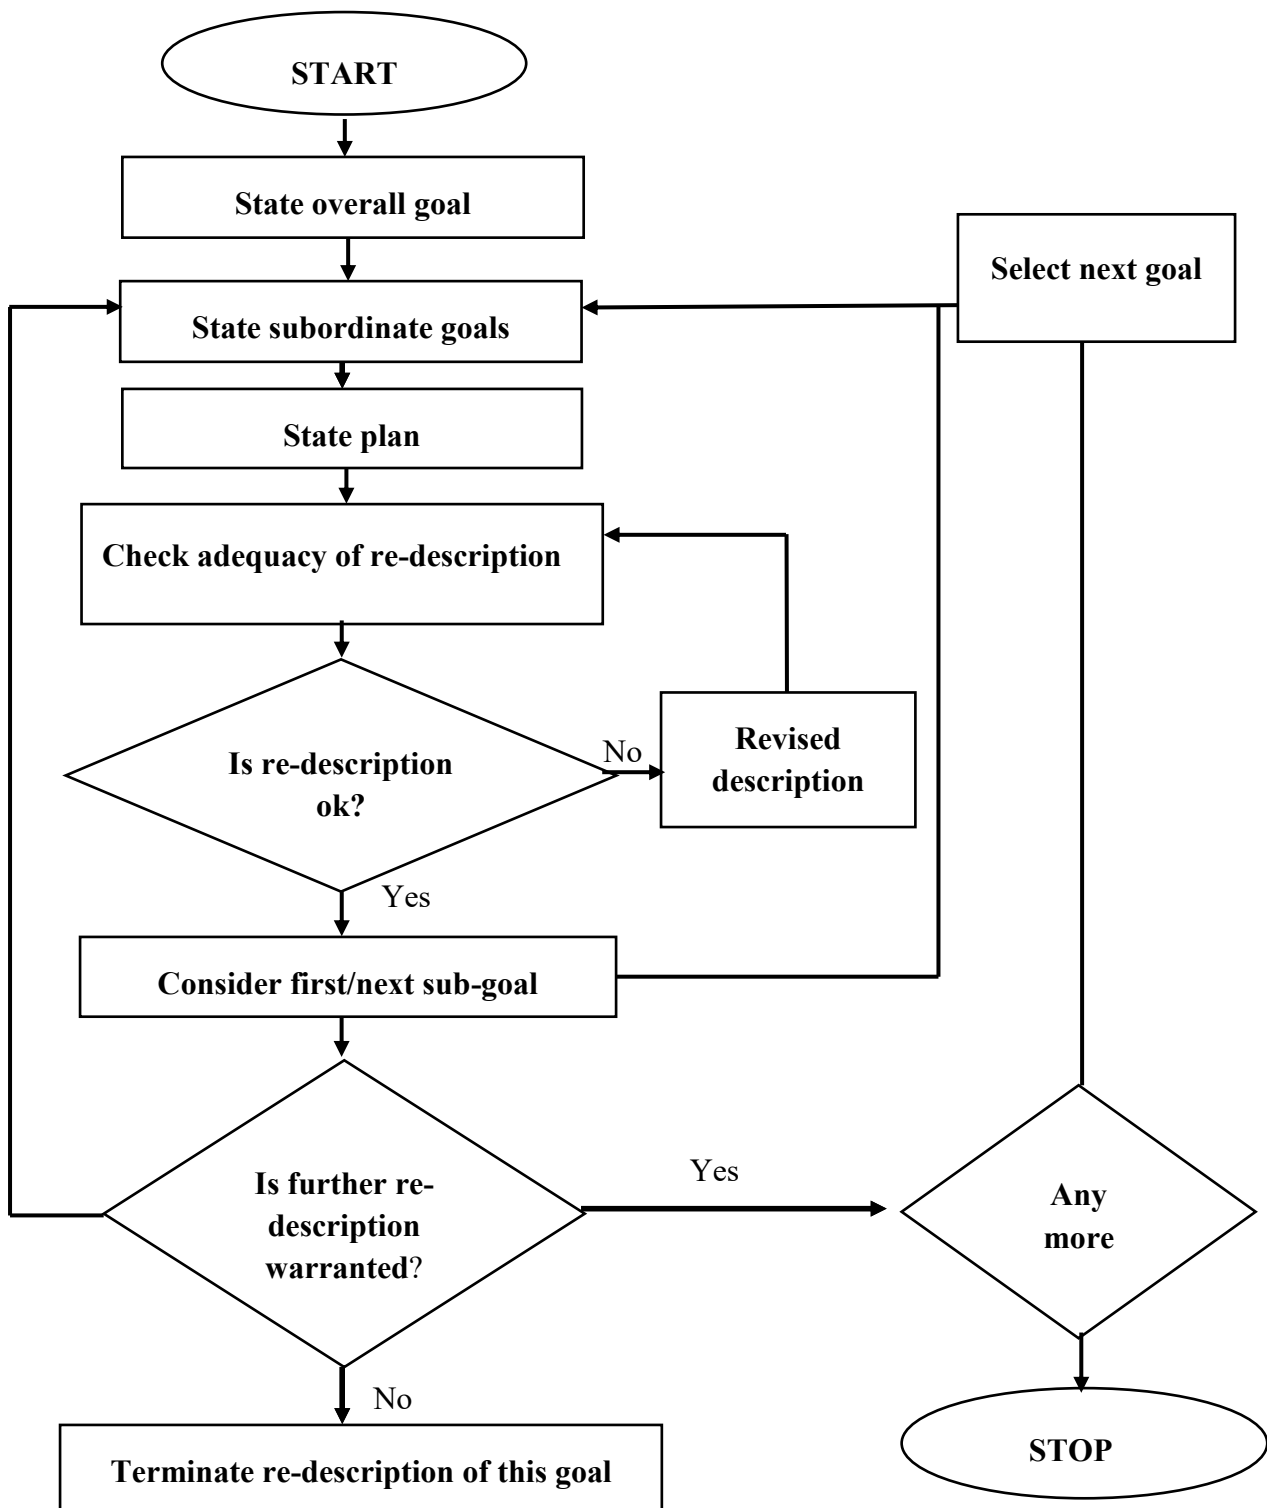 START
State overall goal
Select next goal
State subordinate goals
State plan
Check adequacy of re-description
Is re-description
ok?
No
Revised
description
Yes
Consider first/next sub-goal
Is further re-
description
warranted?
Yes
Any
more
No
Terminate re-description of this goal
STOP